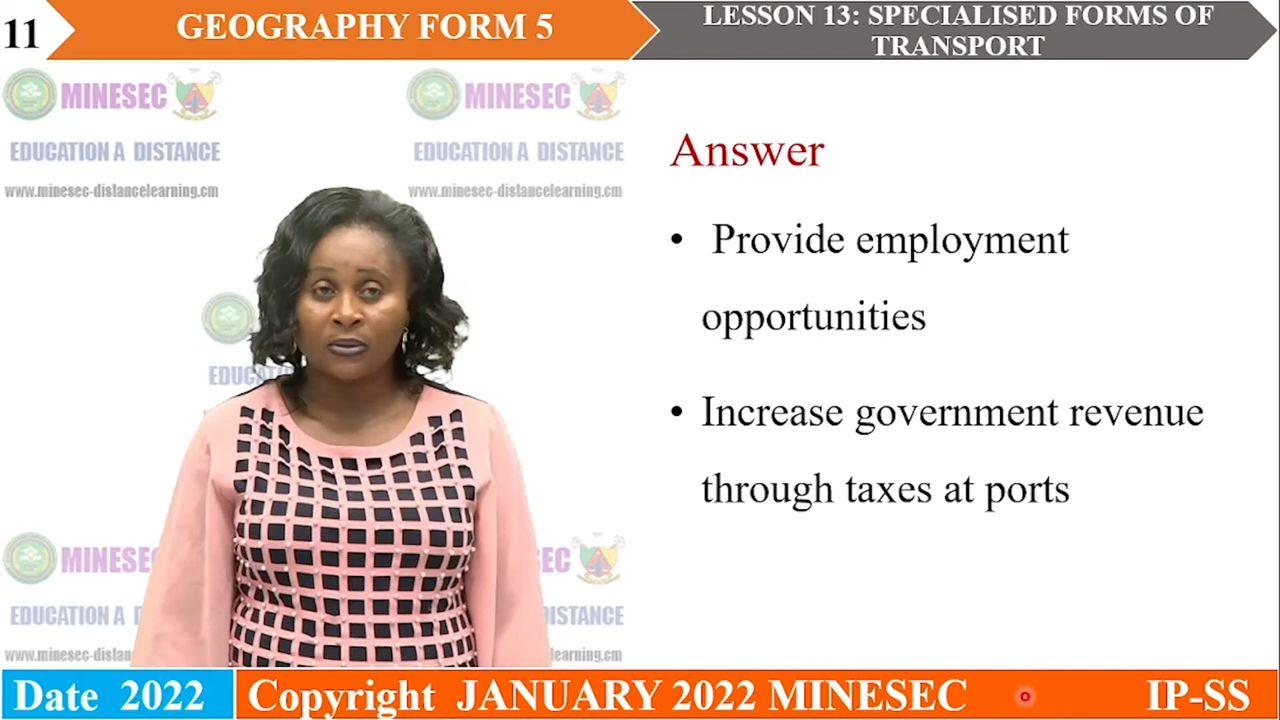 11
GEOGRAPHY FORM 5
LESSON 13: SPECIALISED FORMS OF
TRANSPORT
MINESEC
MINESEC
EDUCATION A DISTANCE
EDUCATION A DISTANCE
www.minesec-distancelearning.cm
www.minesec-distancelearning.cm
Answer
• Provide employment
opportunities
• Increase government revenue
through taxes at ports
MINESEC
EDUCATION A
Date 2022
Copyright JANUARY 2022 MINESEC
IP-SS